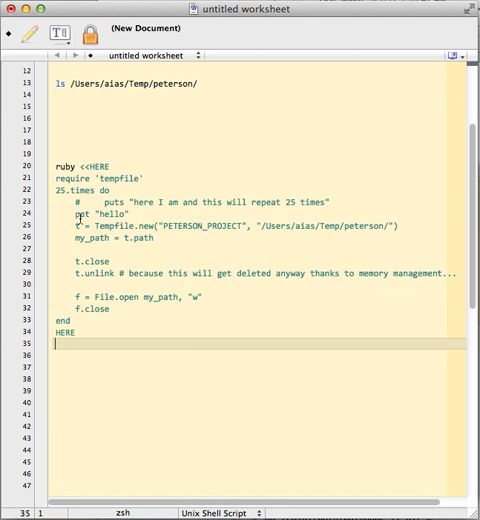 untitled worksheet
(New Document)
untitled worksheet
12
13 ls /Users/aias/Temp/peterson/
14
15
16
17
18
19
20 ruby <<HERE
21 require 'tempfile'
22 25.times do
23 #     puts "here I am and this will repeat 25 times"
24 put "hello"
25 t = Tempfile.new("PETERSON_PROJECT", "/Users/aias/Temp/peterson/")
26 my_path = t.path
27
28 t.close
29 t.unlink # because this will get deleted anyway thanks to memory management...
30
31 f = File.open my_path, "w"
32 f.close
33 end
34 HERE
35
36
37
38
39
40
41
42
43
44
45
46
47
35 1 zsh Unix Shell Script